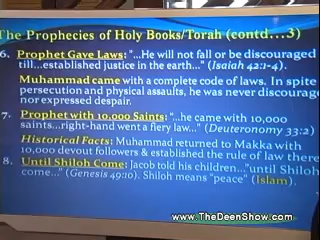 The Prophecies of Holy Books/Torah (contd...3)
6. Prophet Gave Laws: "...He will not fall or be discouraged
till...established justice in the earth..." (Isaiah 42:1-4).
Muhammad came with a complete code of laws. In spite
persecution and physical assaults, he was never discourage
nor expressed despair.
7. Prophet with 10,000 Saints: "...he came with 10,000
saints...right-hand went a fiery law..." (Deuteronomy 33:2)
Historical Facts: Muhammad returned to Makka with
10,000 devout followers & established the rule of law there
8. Until Shiloh Come: Jacob told his children..."until Shiloh
come..." (Genesis 49:10). Shiloh means "peace" (Islam).
www.TheDeenShow.com